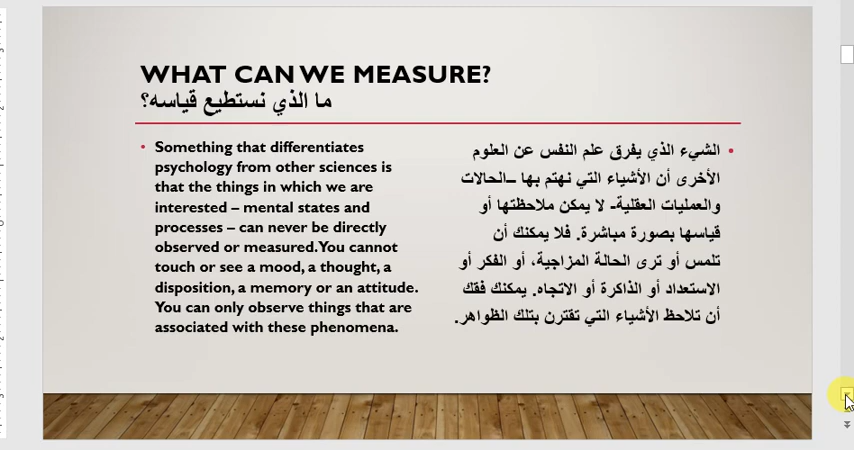 WHAT CAN WE MEASURE?
ما الذي نستطيع قياسه؟
• Something that differentiates
psychology from other sciences is
that the things in which we are
interested – mental states and
processes – can never be directly
observed or measured. You cannot
touch or see a mood, a thought, a
disposition, a memory or an attitude.
You can only observe things that are
associated with these phenomena.
• الشيء الذي يفرق علم النفس عن العلوم
الأخرى أن الأشياء التي نهتم بها –الحالات
والعمليات العقلية- لا يمكن ملاحظتها أو
قياسها بصورة مباشرة. فلا يمكنك أن
تلمس أو ترى الحالة المزاجية، أو الفكر أو
الاستعداد أو الذاكرة أو الاتجاه. يمكنك فقك
أن تلاحظ الأشياء التي تقترن بتلك الظواهر.